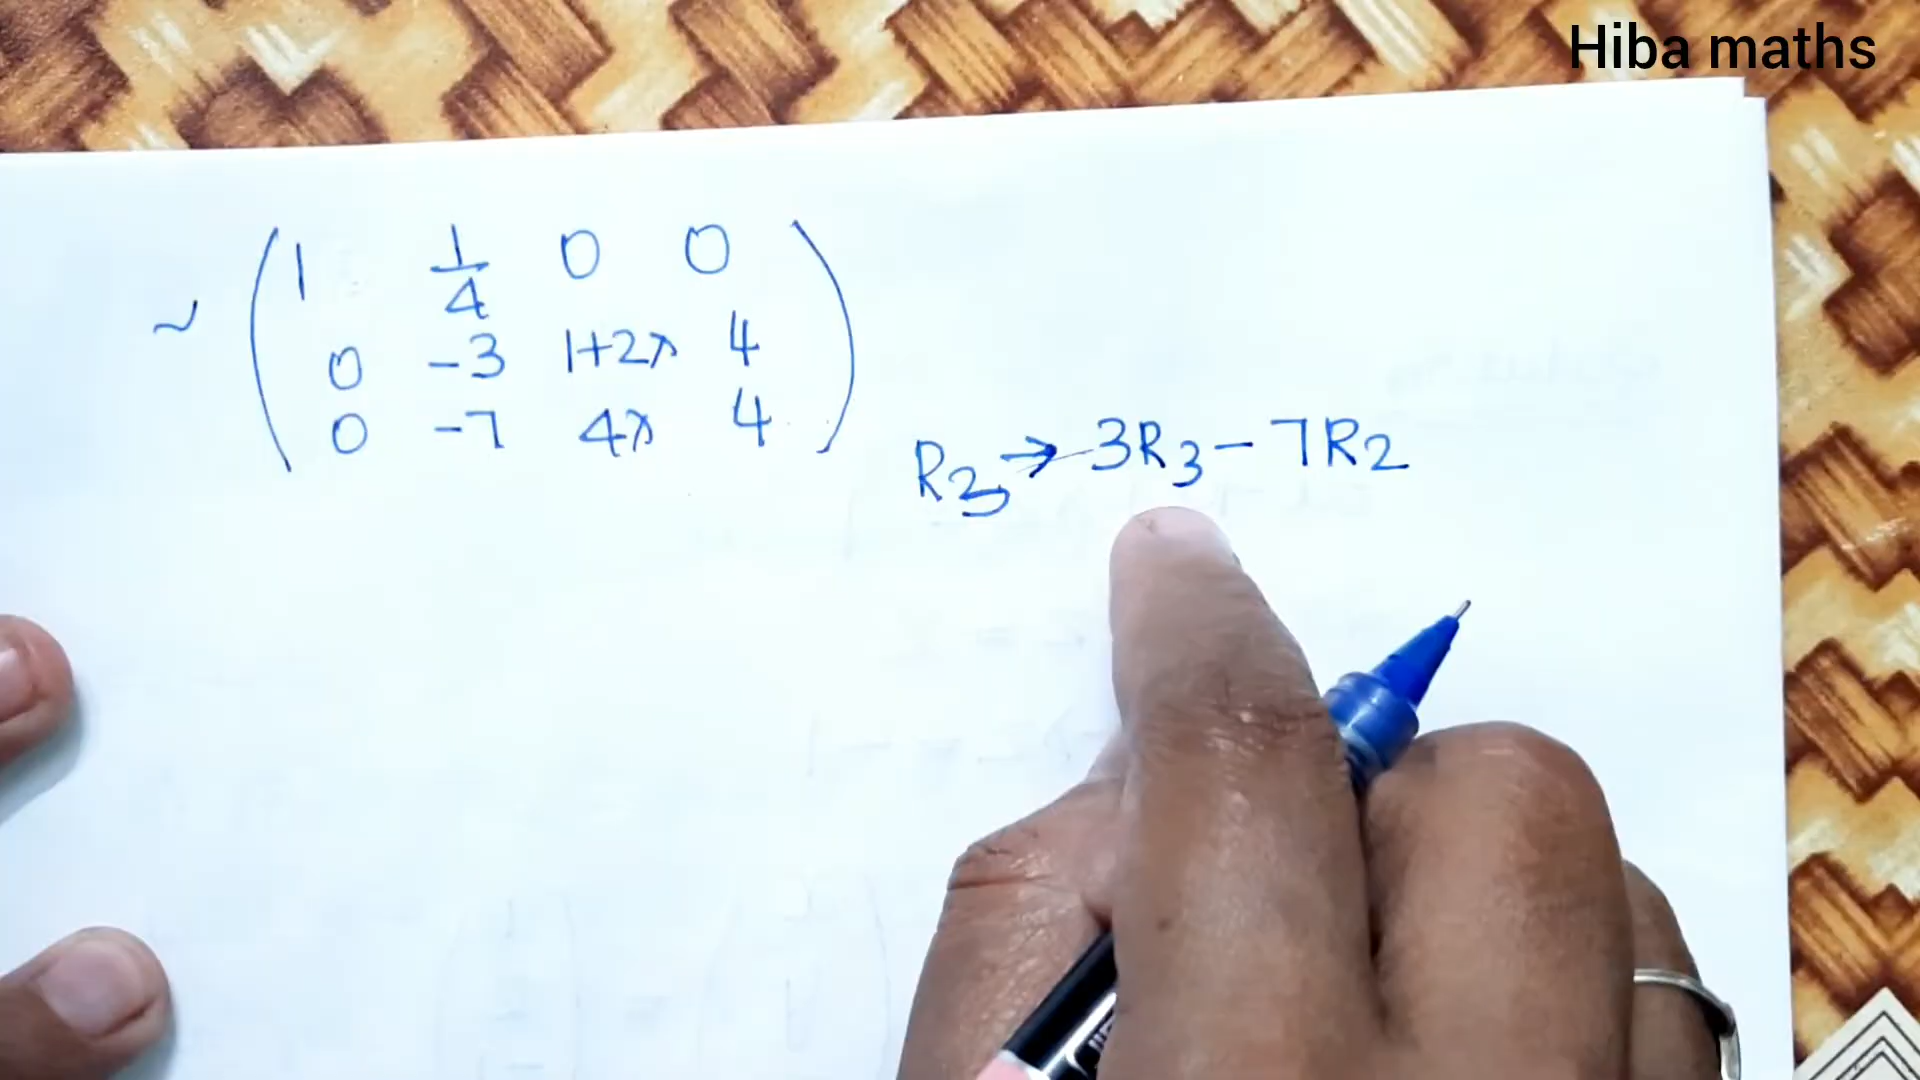 Hiba maths
~ ( 1 1/4 0 0
0 -3 1+2λ 4
0 -7 4λ 4 )
R3 → 3R3 - 7R2